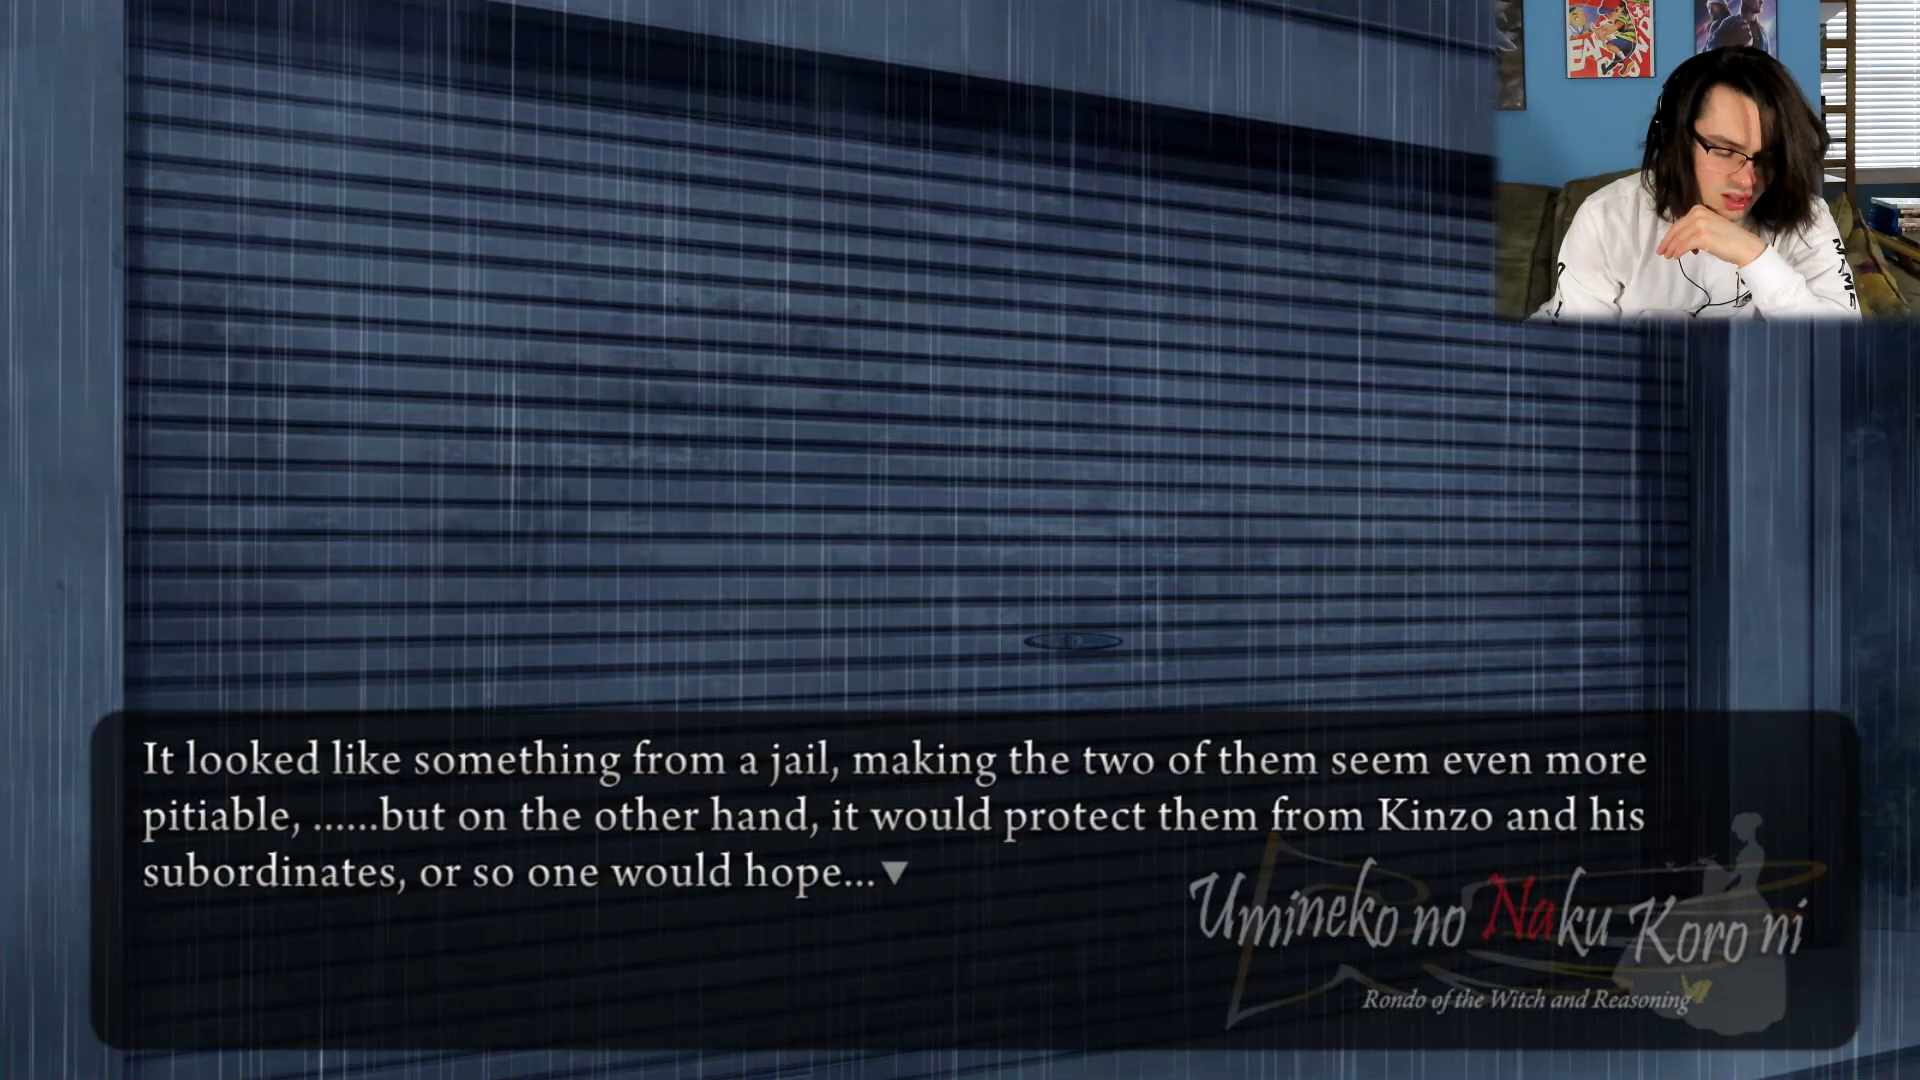 It looked like something from a jail, making the two of them seem even more
pitiable, ......but on the other hand, it would protect them from Kinzo and his
subordinates, or so one would hope...
Umineko no Naku Koro ni
Rondo of the Witch and Reasoning